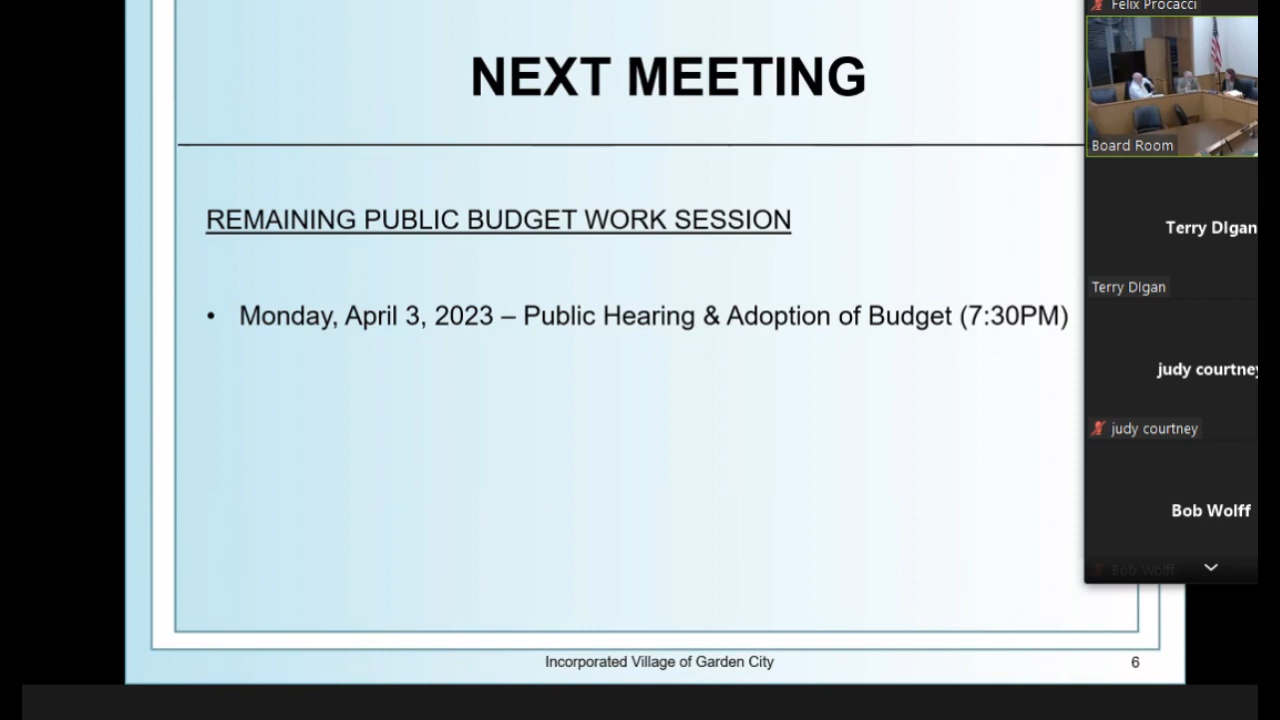 NEXT MEETING
REMAINING PUBLIC BUDGET WORK SESSION
• Monday, April 3, 2023 – Public Hearing & Adoption of Budget (7:30PM)
Incorporated Village of Garden City
6
Felix Procacci
Board Room
Terry DIgan
Terry DIgan
judy courtney
judy courtney
Bob Wolff
Bob Wolff